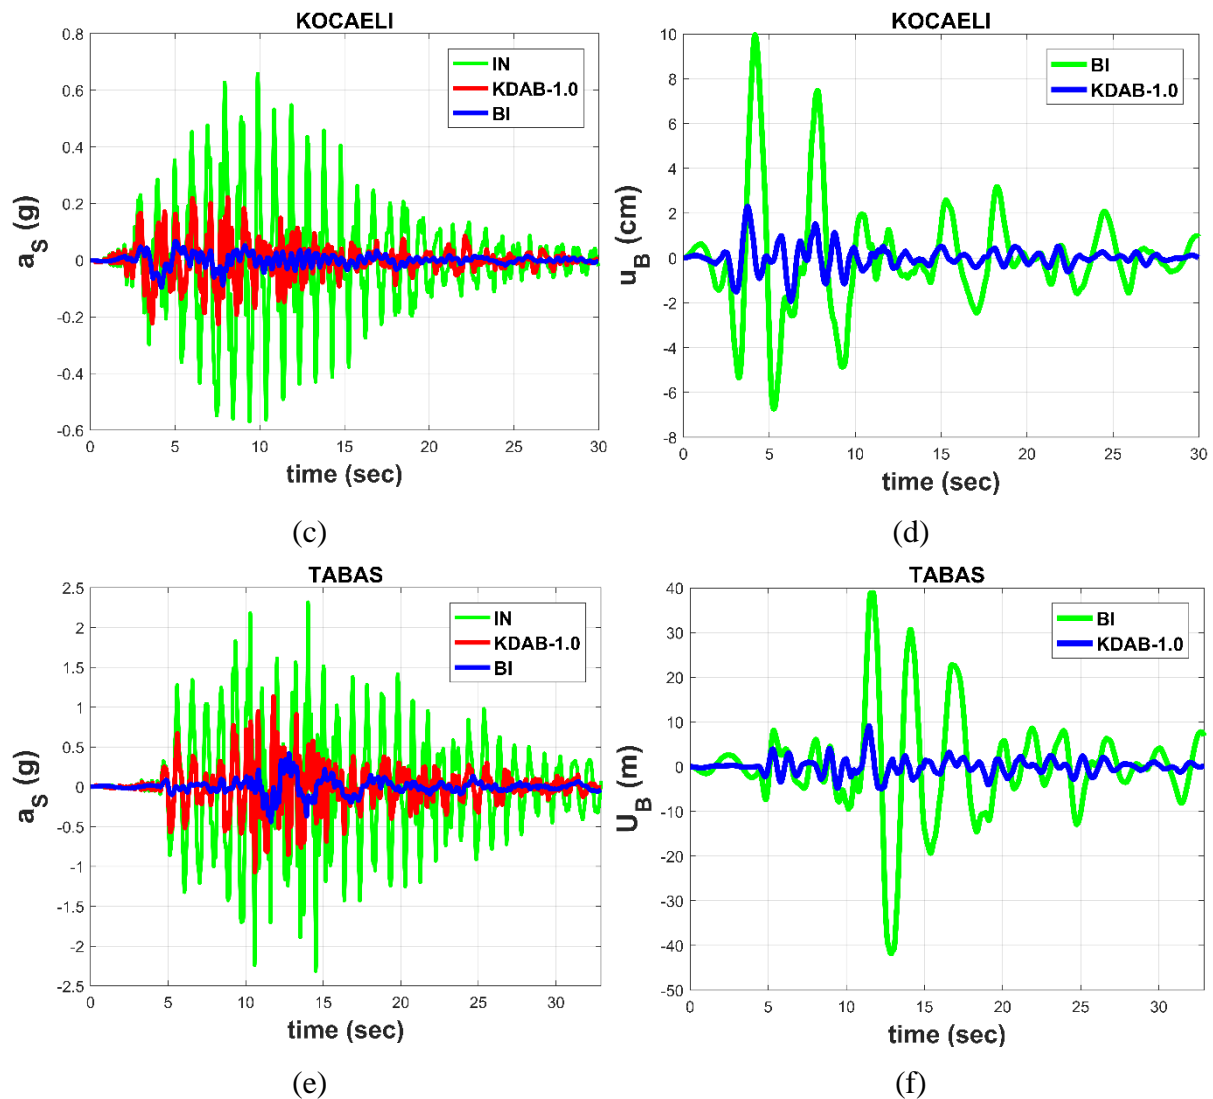 KOCAELI
0.8
0.6
0.4
0.2
0
-0.2
-0.4
-0.6
a_S (g)
IN
KDAB-1.0
BI
0 5 10 15 20 25 30
time (sec)
(c)
KOCAELI
10
8
6
4
2
0
-2
-4
-6
-8
u_B (cm)
BI
KDAB-1.0
0 5 10 15 20 25 30
time (sec)
(d)
TABAS
2.5
2
1.5
1
0.5
0
-0.5
-1
-1.5
-2
-2.5
a_S (g)
IN
KDAB-1.0
BI
0 5 10 15 20 25 30
time (sec)
(e)
TABAS
40
30
20
10
0
-10
-20
-30
-40
-50
U_B (m)
BI
KDAB-1.0
0 5 10 15 20 25 30
time (sec)
(f)